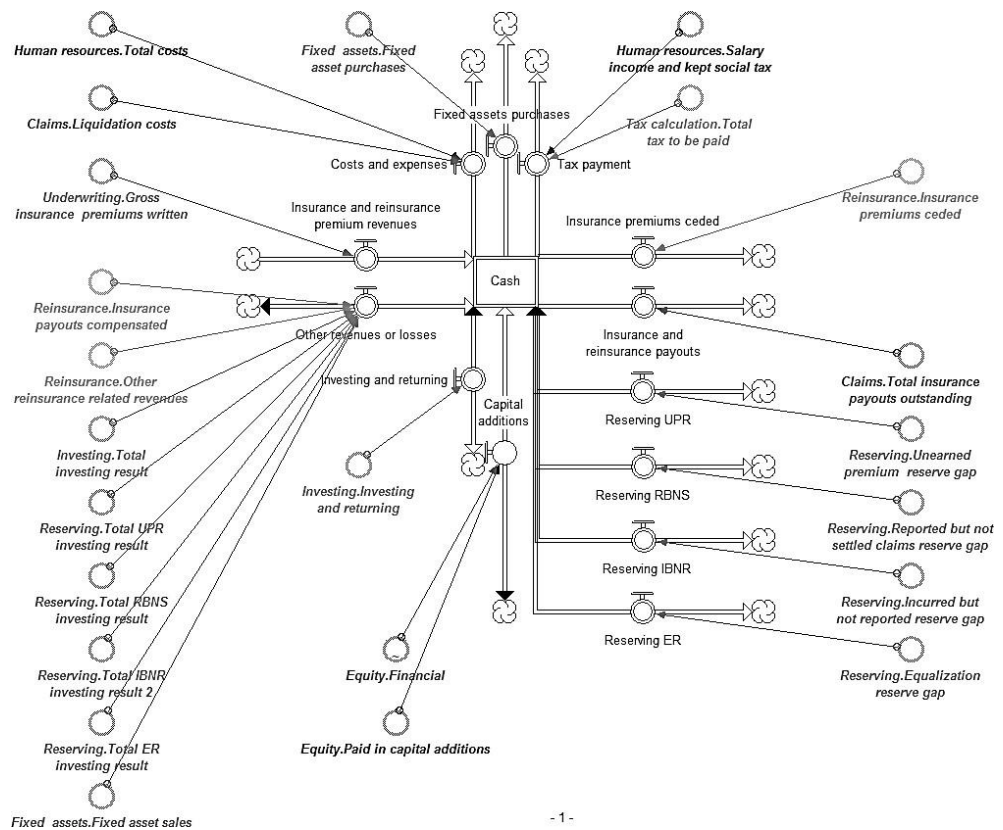 Human resources.Total costs
Fixed assets.Fixed
asset purchases
Human resources.Salary
income and kept social tax
Fixed assets purchases
Claims.Liquidation costs
Tax calculation.Total
tax to be paid
Costs and expenses
Tax payment
Underwriting.Gross
insurance premiums written
Insurance and reinsurance
premium revenues
Insurance premiums ceded
Reinsurance.Insurance
premiums ceded
Cash
Reinsurance.Insurance
payouts compensated
Other revenues or losses
Insurance and
reinsurance payouts
Reinsurance.Other
reinsurance related revenues
Investing and returning
Claims.Total insurance
payouts outstanding
Capital
additions
Reserving UPR
Investing.Total
investing result
Reserving.Unearned
premium reserve gap
Investing.Investing
and returning
Reserving RBNS
Reserving.Total UPR
investing result
Reserving.Reported but not
settled claims reserve gap
Reserving IBNR
Reserving.Total RBNS
investing result
Reserving.Incurred but
not reported reserve gap
Reserving ER
Reserving.Total IBNR
investing result 2
Equity.Financial
Reserving.Equalization
reserve gap
Reserving.Total ER
investing result
Equity.Paid in capital additions
Fixed assets.Fixed asset sales
- 1 -